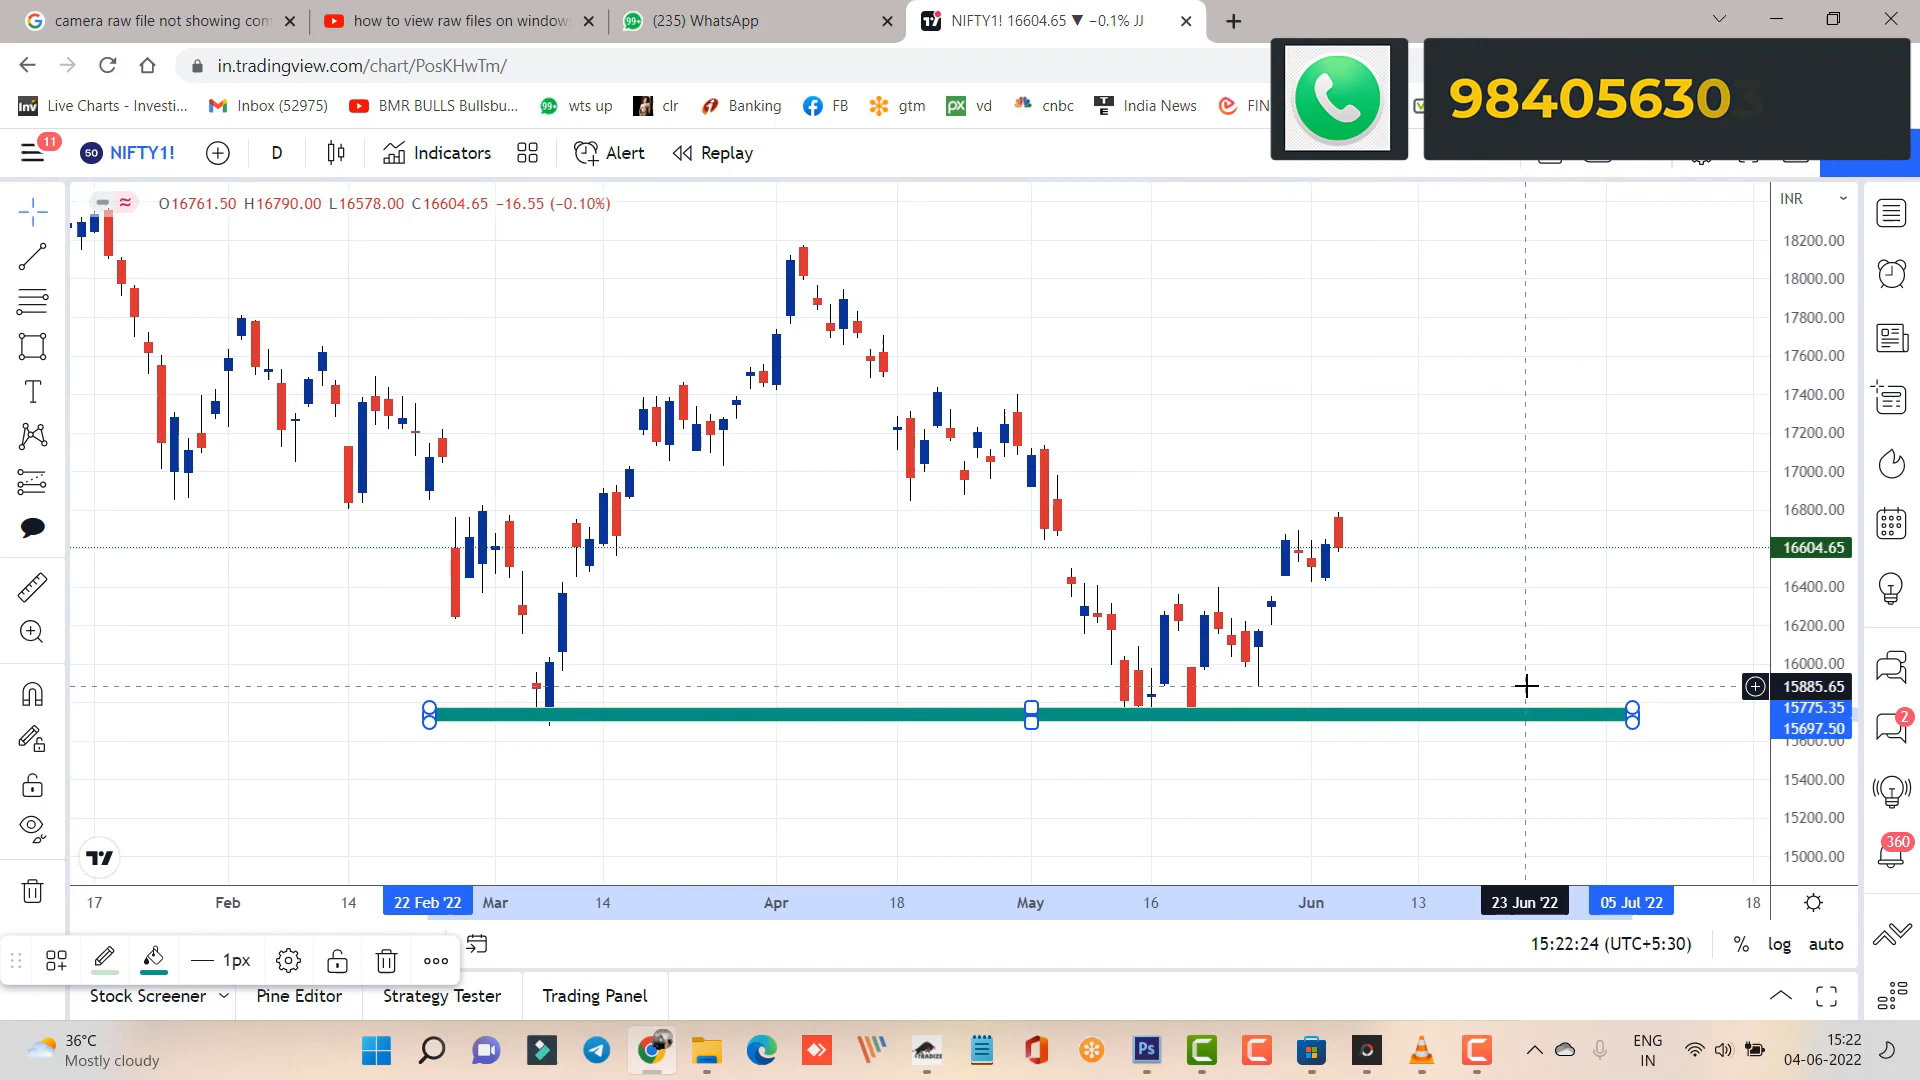 camera raw file not showing com
how to view raw files on window
(235) WhatsApp
NIFTY1! 16604.65 ▼ −0.1% JJ
in.tradingview.com/chart/PosKHwTm/
Live Charts - Investi...
Inbox (52975)
BMR BULLS Bullsbu...
wts up
clr
Banking
FB
gtm
vd
cnbc
India News
FIN
984056303
11
50
NIFTY1!
D
Indicators
Alert
Replay
O16761.50 H16790.00 L16578.00 C16604.65 −16.55 (−0.10%)
INR
18200.00
18000.00
17800.00
17600.00
17400.00
17200.00
17000.00
16800.00
16604.65
16400.00
16200.00
16000.00
15885.65
15775.35
15697.50
15600.00
15400.00
15200.00
15000.00
2
360
17
Feb
14
22 Feb '22
Mar
14
Apr
18
May
16
Jun
13
23 Jun '22
05 Jul '22
18
1px
15:22:24 (UTC+5:30)
%
log
auto
Stock Screener
Pine Editor
Strategy Tester
Trading Panel
36°C
Mostly cloudy
ENG
IN
15:22
04-06-2022